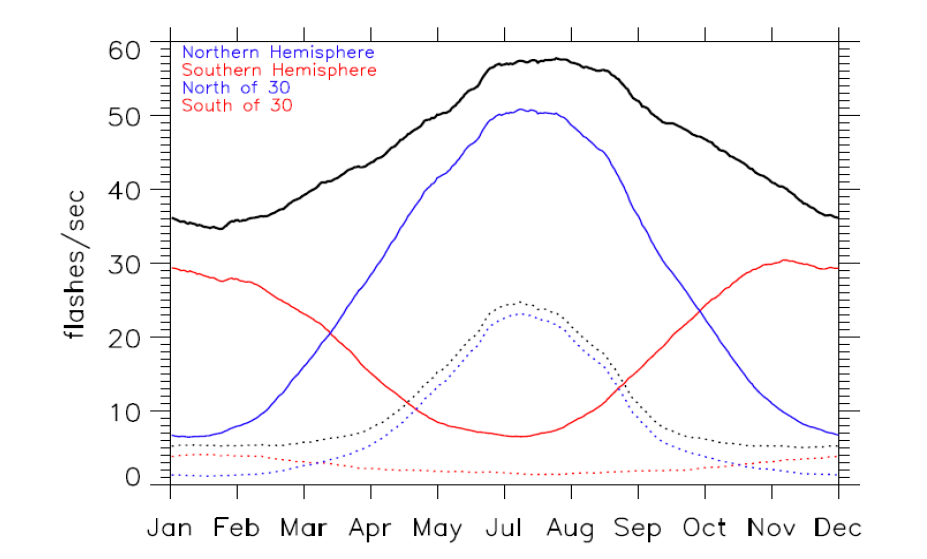 60
Northern Hemisphere
Southern Hemisphere
North of 30
South of 30
50
40
30
20
10
0
flashes/sec
Jan Feb Mar Apr May Jul Aug Sep Oct Nov Dec